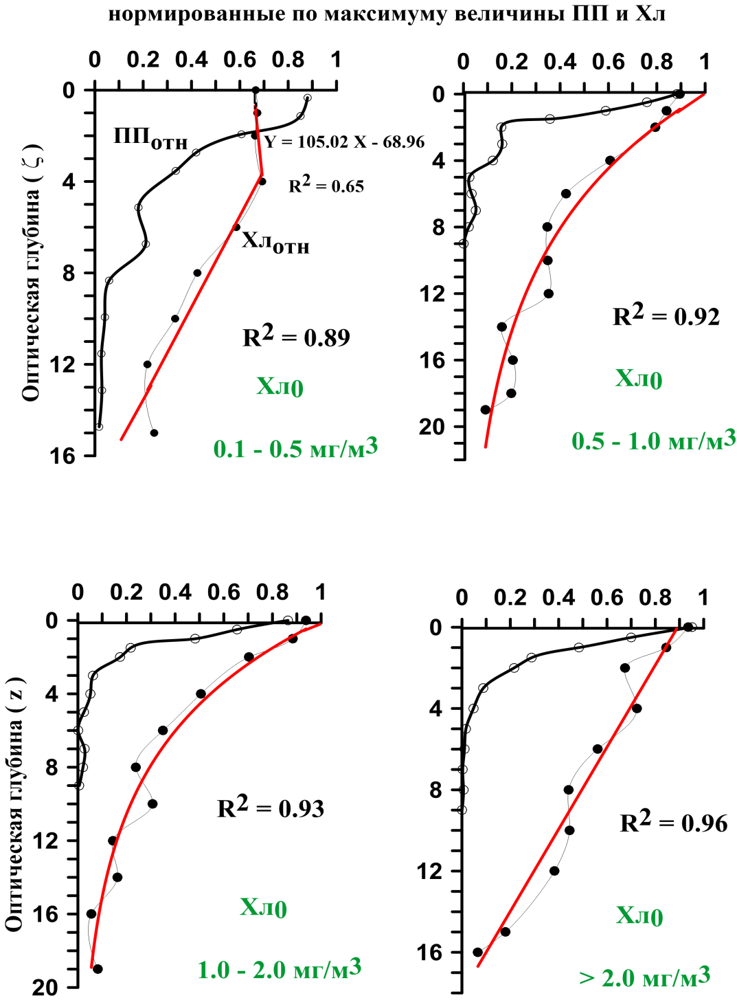 нормированные по максимуму величины ПП и Хл
0 0.2 0.4 0.6 0.8 1
0
4
8
12
16
Оптическая глубина ( ζ )
ППотн
Y = 105.02 X - 68.96
R2 = 0.65
Хлотн
R2 = 0.89
Хл0
0.1 - 0.5 мг/м3
0 0.2 0.4 0.6 0.8 1
0
4
8
12
16
20
R2 = 0.92
Хл0
0.5 - 1.0 мг/м3
0 0.2 0.4 0.6 0.8 1
0
4
8
12
16
20
Оптическая глубина ( z )
R2 = 0.93
Хл0
1.0 - 2.0 мг/м3
0 0.2 0.4 0.6 0.8 1
0
4
8
12
16
R2 = 0.96
Хл0
> 2.0 мг/м3